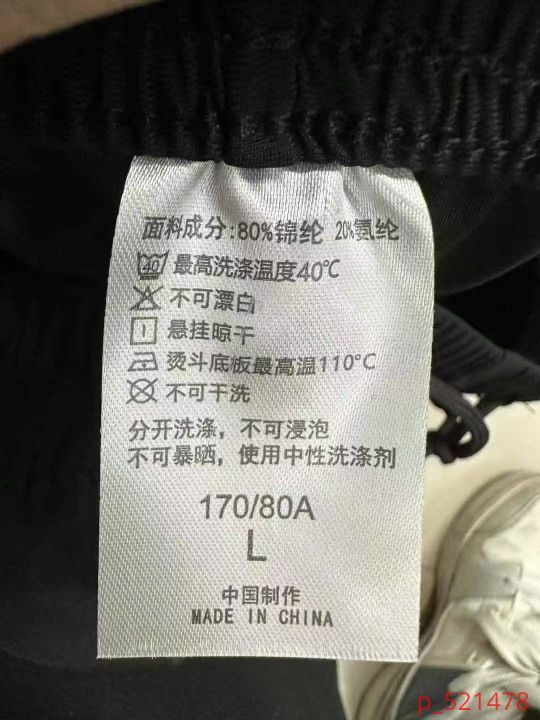 面料成分:80%锦纶 20%氨纶
40 最高洗涤温度40℃
不可漂白
悬挂晾干
烫斗底板最高温110°C
不可干洗
分开洗涤，不可浸泡
不可暴晒，使用中性洗涤剂
170/80A
L
中国制作
MADE IN CHINA
p_521478